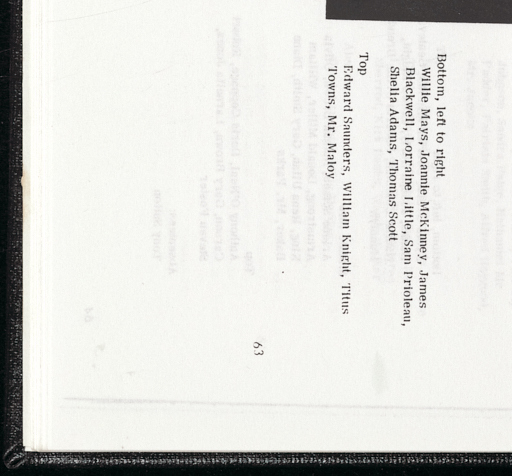 Bottom, left to right
Willie Mays, Joannie McKinney, James
Blackwell, Lorraine Little, Sam Prioleau,
Shelia Adams, Thomas Scott
Top
Edward Saunders, William Knight, Titus
Towns, Mr. Maloy
63